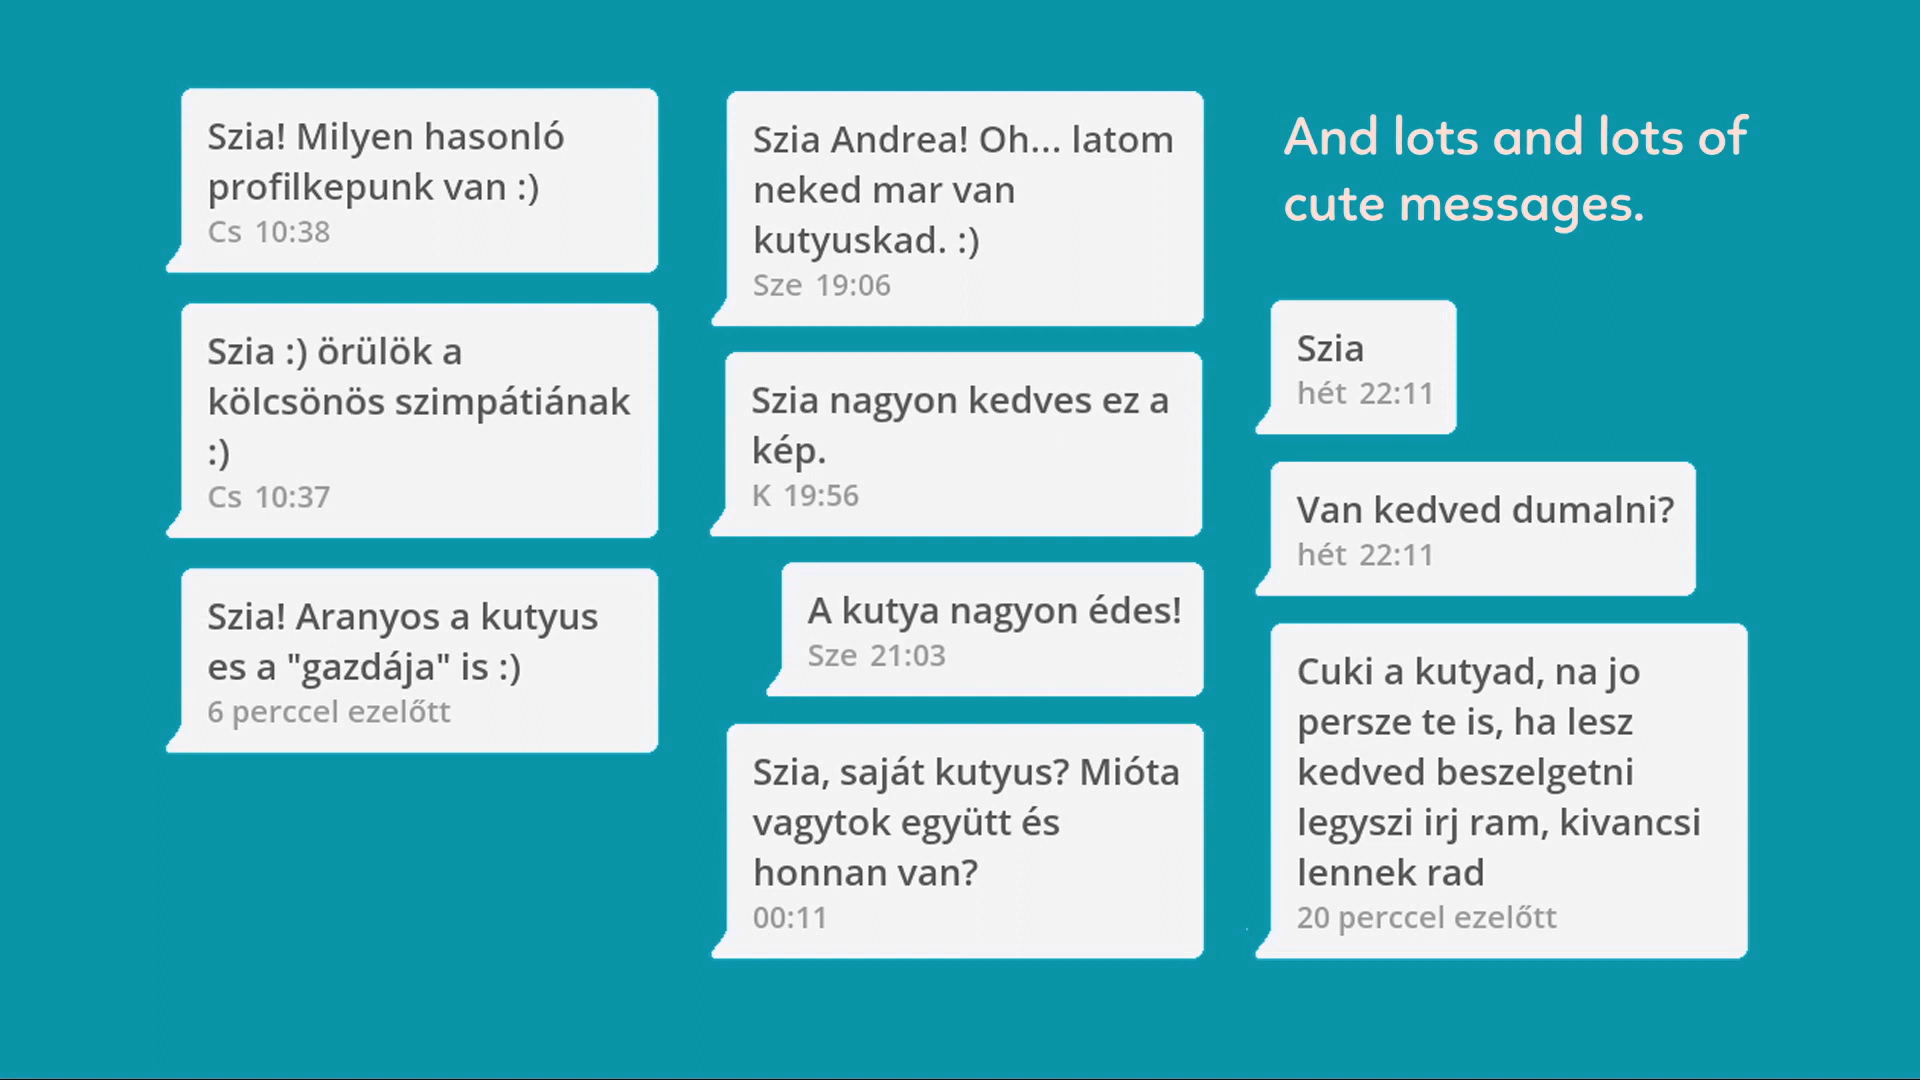 Szia! Milyen hasonló
profilkepunk van :)
Cs 10:38
Szia :) örülök a
kölcsönös szimpátiának
:)
Cs 10:37
Szia! Aranyos a kutyus
es a "gazdája" is :)
6 perccel ezelőtt
Szia Andrea! Oh... latom
neked mar van
kutyuskad. :)
Sze 19:06
Szia nagyon kedves ez a
kép.
K 19:56
A kutya nagyon édes!
Sze 21:03
Szia, saját kutyus? Mióta
vagytok együtt és
honnan van?
00:11
And lots and lots of
cute messages.
Szia
hét 22:11
Van kedved dumalni?
hét 22:11
Cuki a kutyad, na jo
persze te is, ha lesz
kedved beszelgetni
legyszi irj ram, kivancsi
lennek rad
20 perccel ezelőtt